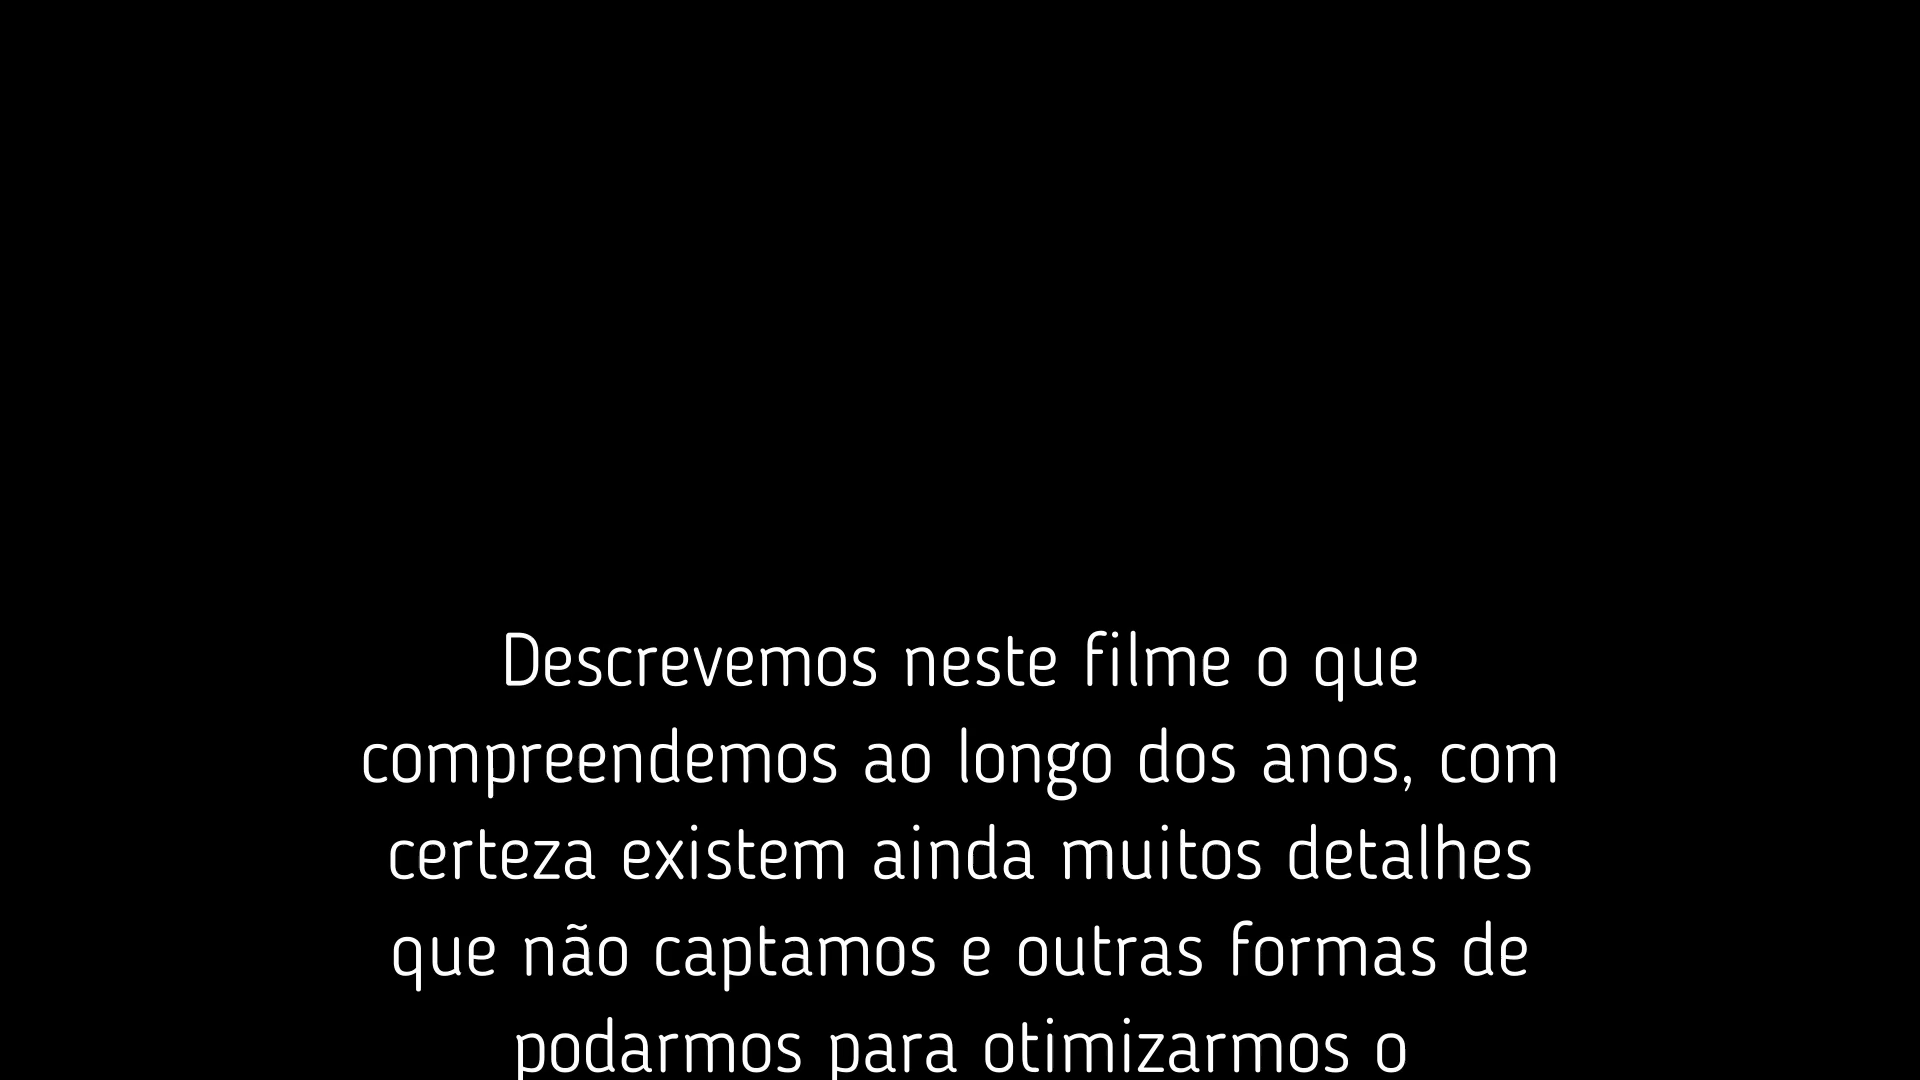 Descrevemos neste filme o que
compreendemos ao longo dos anos, com
certeza existem ainda muitos detalhes
que não captamos e outras formas de
podarmos para otimizarmos o